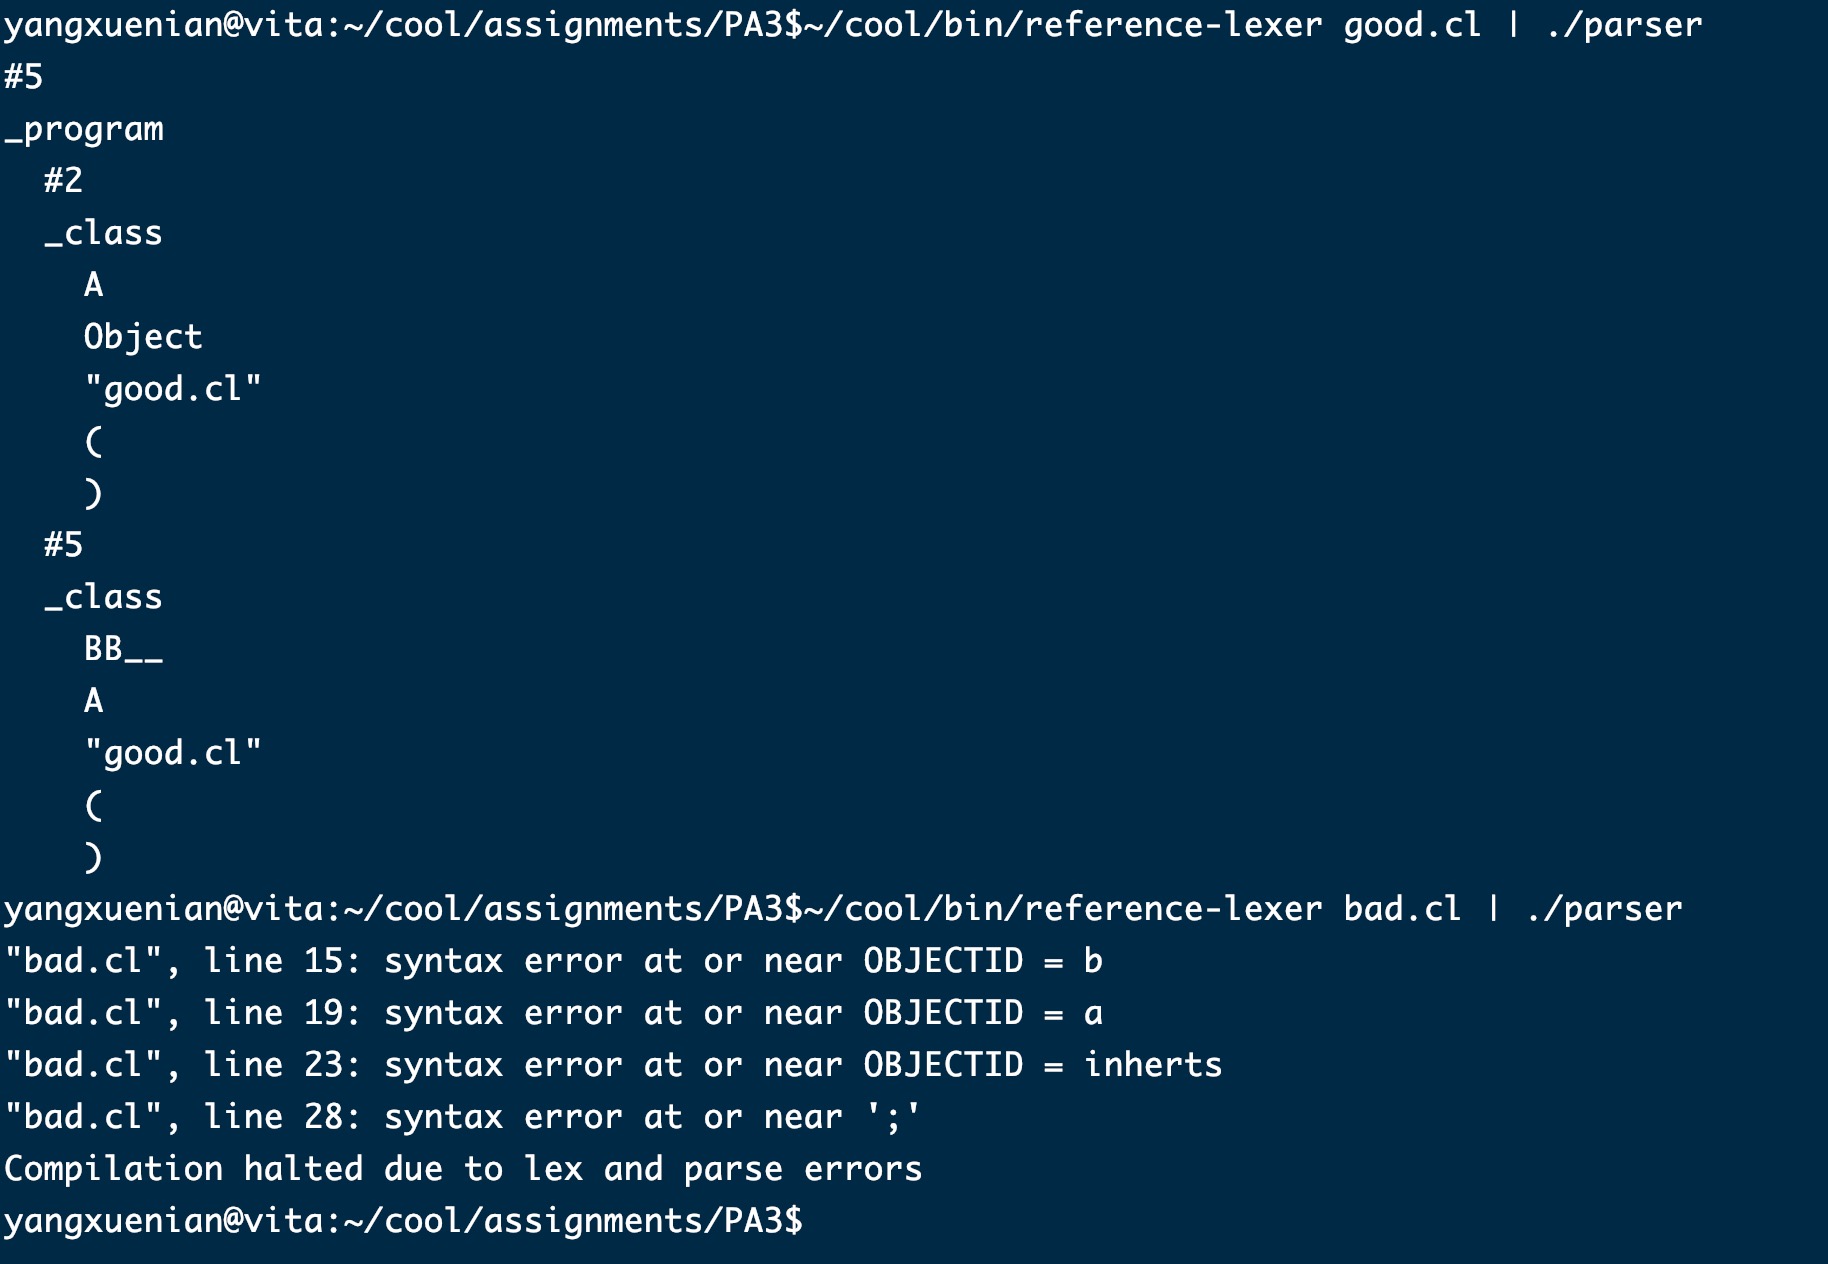 yangxuenian@vita:~/cool/assignments/PA3$~/cool/bin/reference-lexer good.cl | ./parser
#5
_program
  #2
  _class
    A
    Object
    "good.cl"
    (
    )
  #5
  _class
    BB__
    A
    "good.cl"
    (
    )
yangxuenian@vita:~/cool/assignments/PA3$~/cool/bin/reference-lexer bad.cl | ./parser
"bad.cl", line 15: syntax error at or near OBJECTID = b
"bad.cl", line 19: syntax error at or near OBJECTID = a
"bad.cl", line 23: syntax error at or near OBJECTID = inherts
"bad.cl", line 28: syntax error at or near ';'
Compilation halted due to lex and parse errors
yangxuenian@vita:~/cool/assignments/PA3$